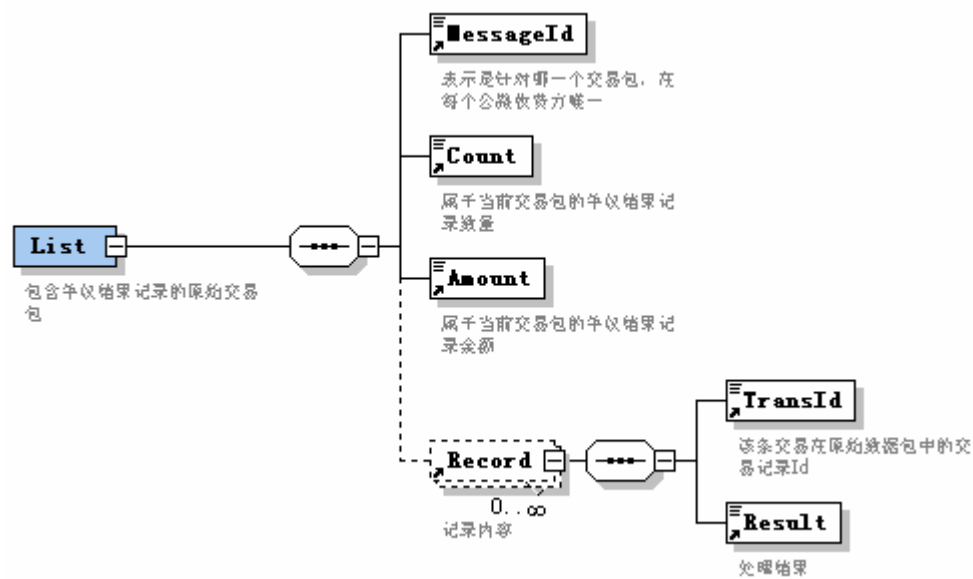 MessageId
表示是针对哪一个交易包，在
每个公路收费方唯一
Count
属于当前交易包的争议结果记
录数量
List
包含争议结果记录的原始交易
包
Amount
属于当前交易包的争议结果记
录金额
TransId
该条交易在原始数据包中的交
易记录Id
Record
0..∞
记录内容
Result
处理结果